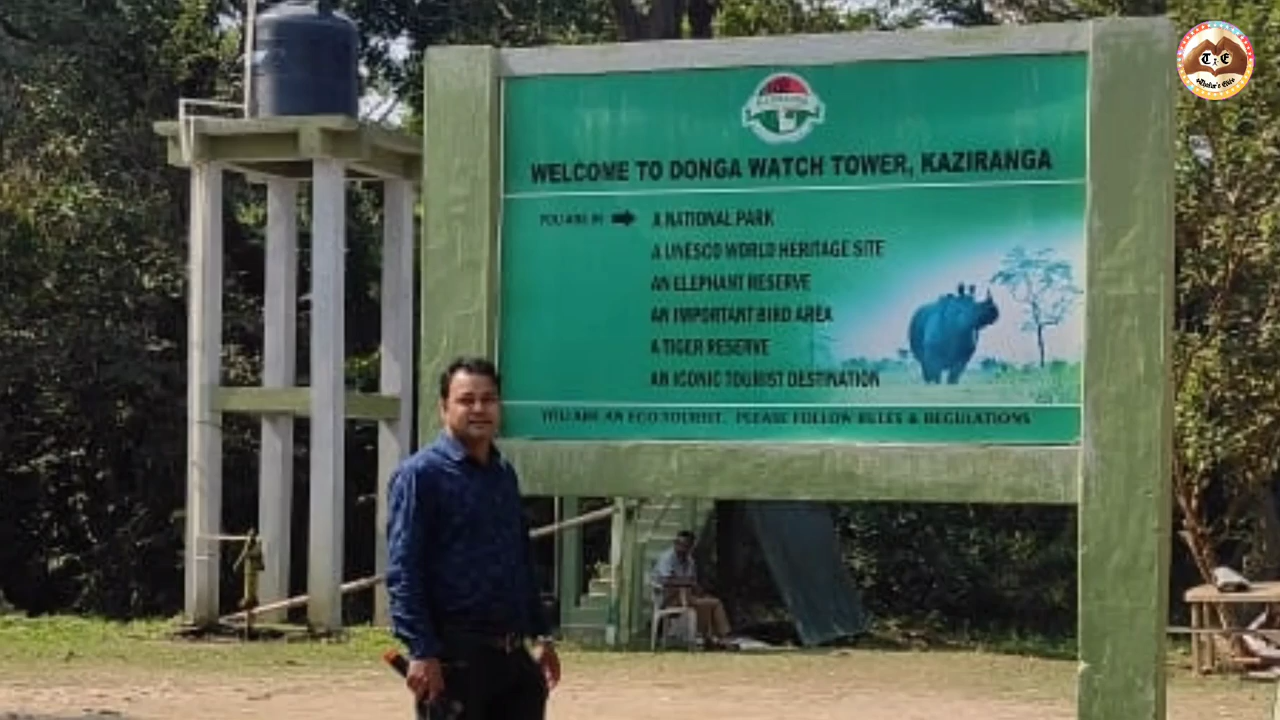 WELCOME TO DONGA WATCH TOWER, KAZIRANGA
YOU ARE IN A NATIONAL PARK
A UNESCO WORLD HERITAGE SITE
AN ELEPHANT RESERVE
AN IMPORTANT BIRD AREA
A TIGER RESERVE
AN ICONIC TOURIST DESTINATION
YOU ARE AN ECO TOURIST. PLEASE FOLLOW RULES & REGULATIONS
T & E